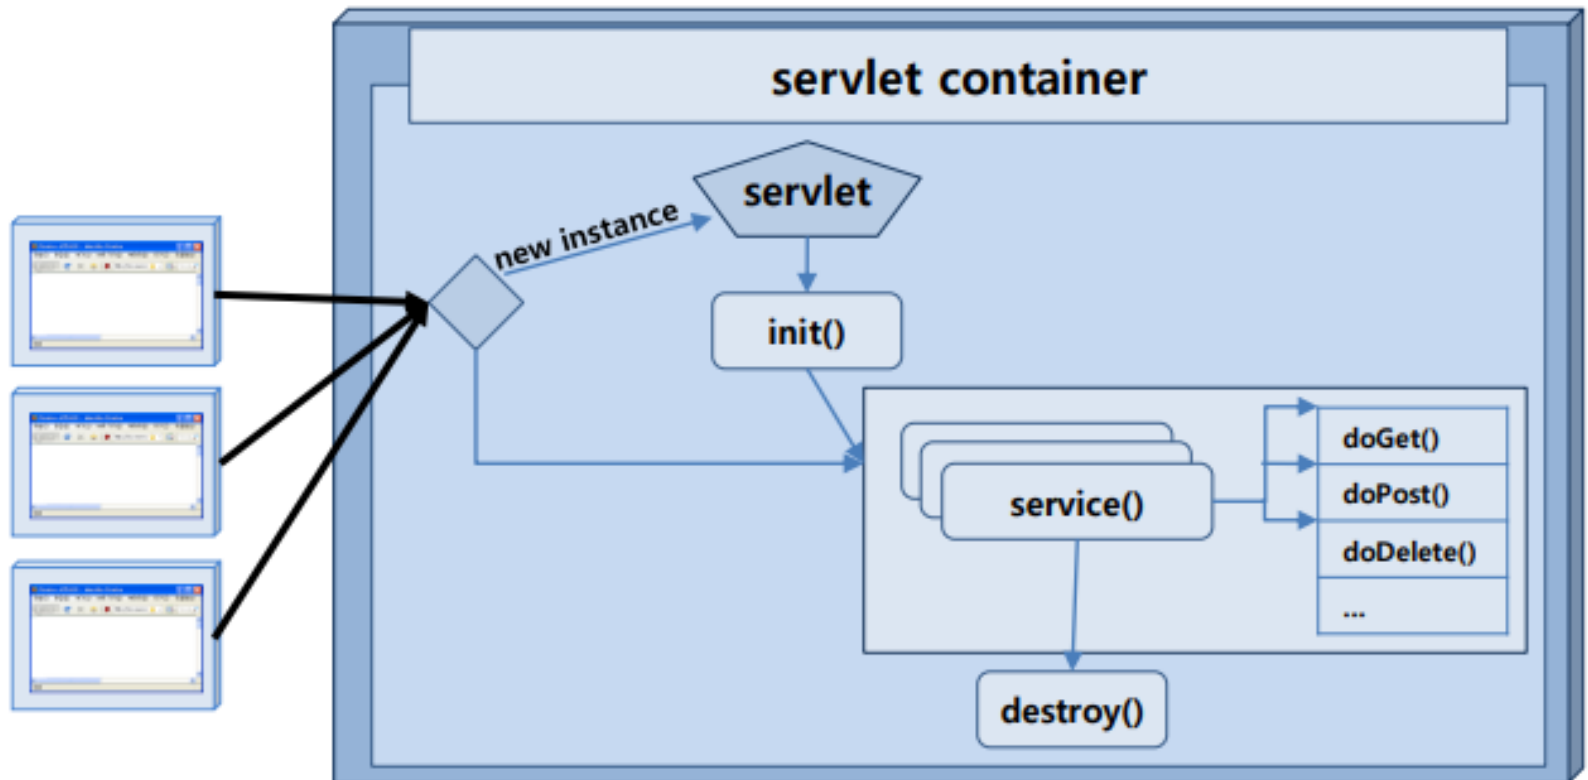 servlet container
servlet
new instance
init()
service()
doGet()
doPost()
doDelete()
...
destroy()